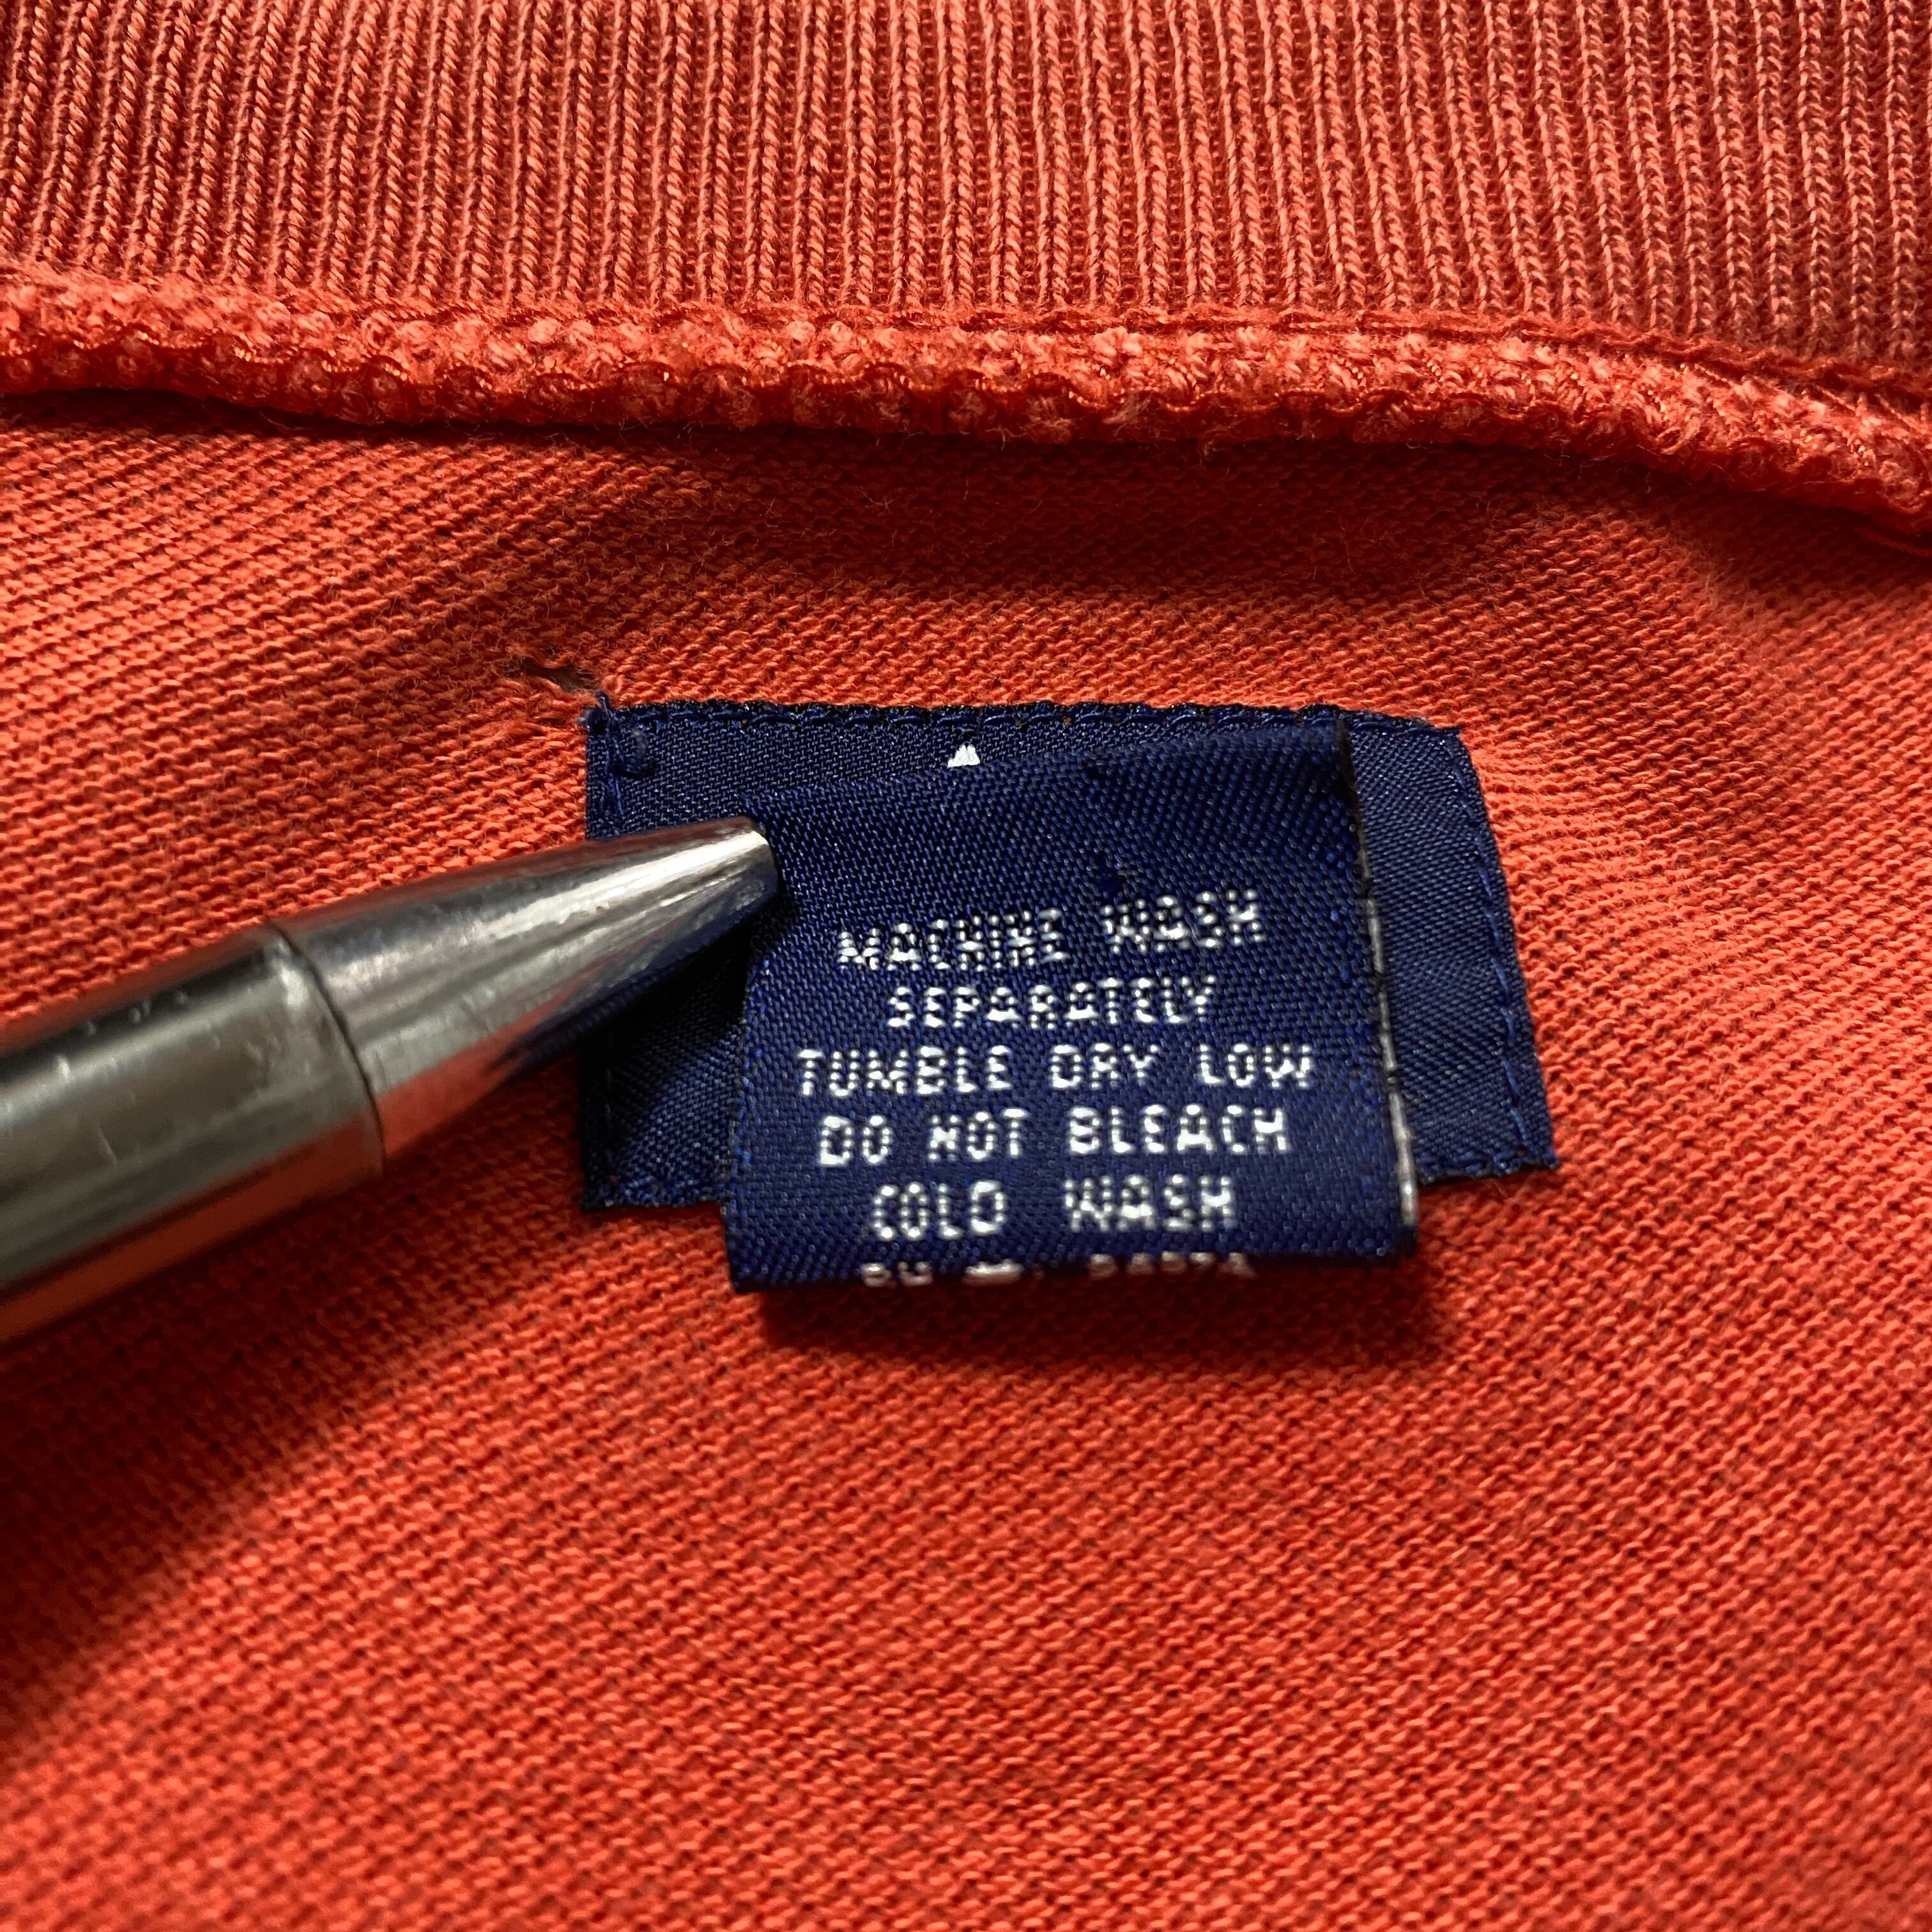 MACHINE WASH
SEPARATELY
TUMBLE DRY LOW
DO NOT BLEACH
COLD WASH